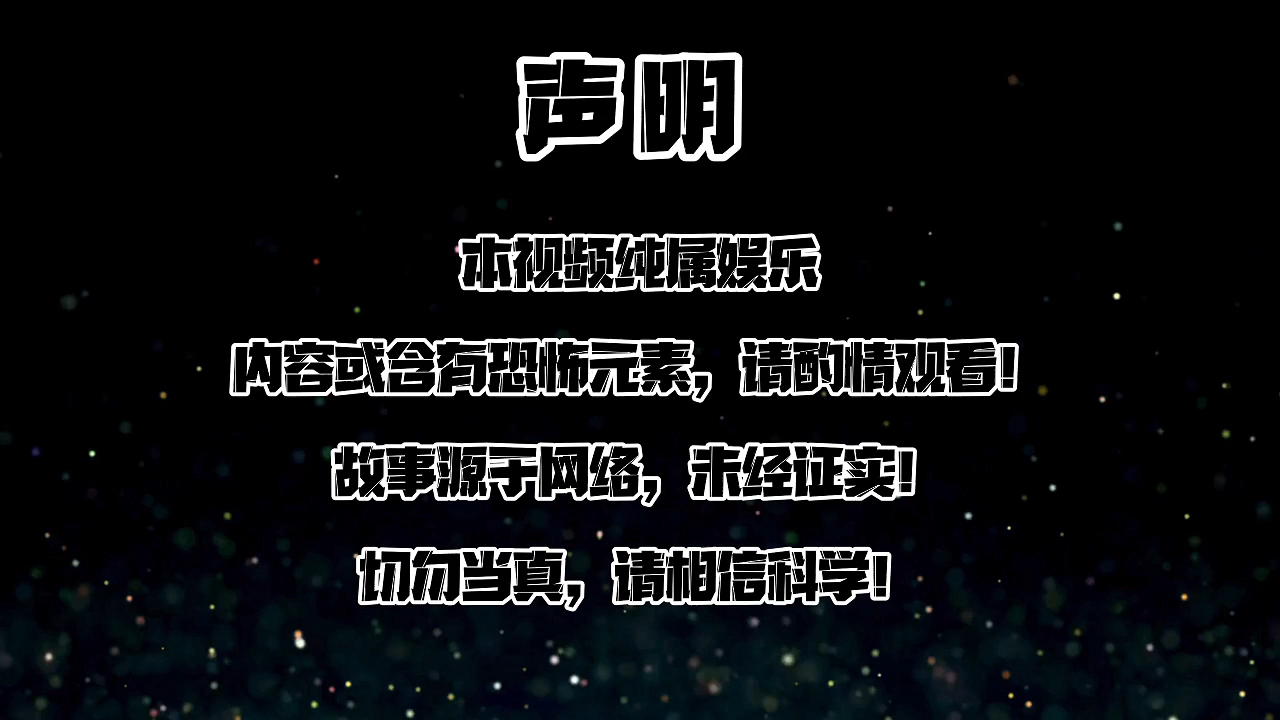 声明
本视频纯属娱乐
内容或含有恐怖元素，请酌情观看！
故事源于网络，未经证实！
切勿当真，请相信科学！